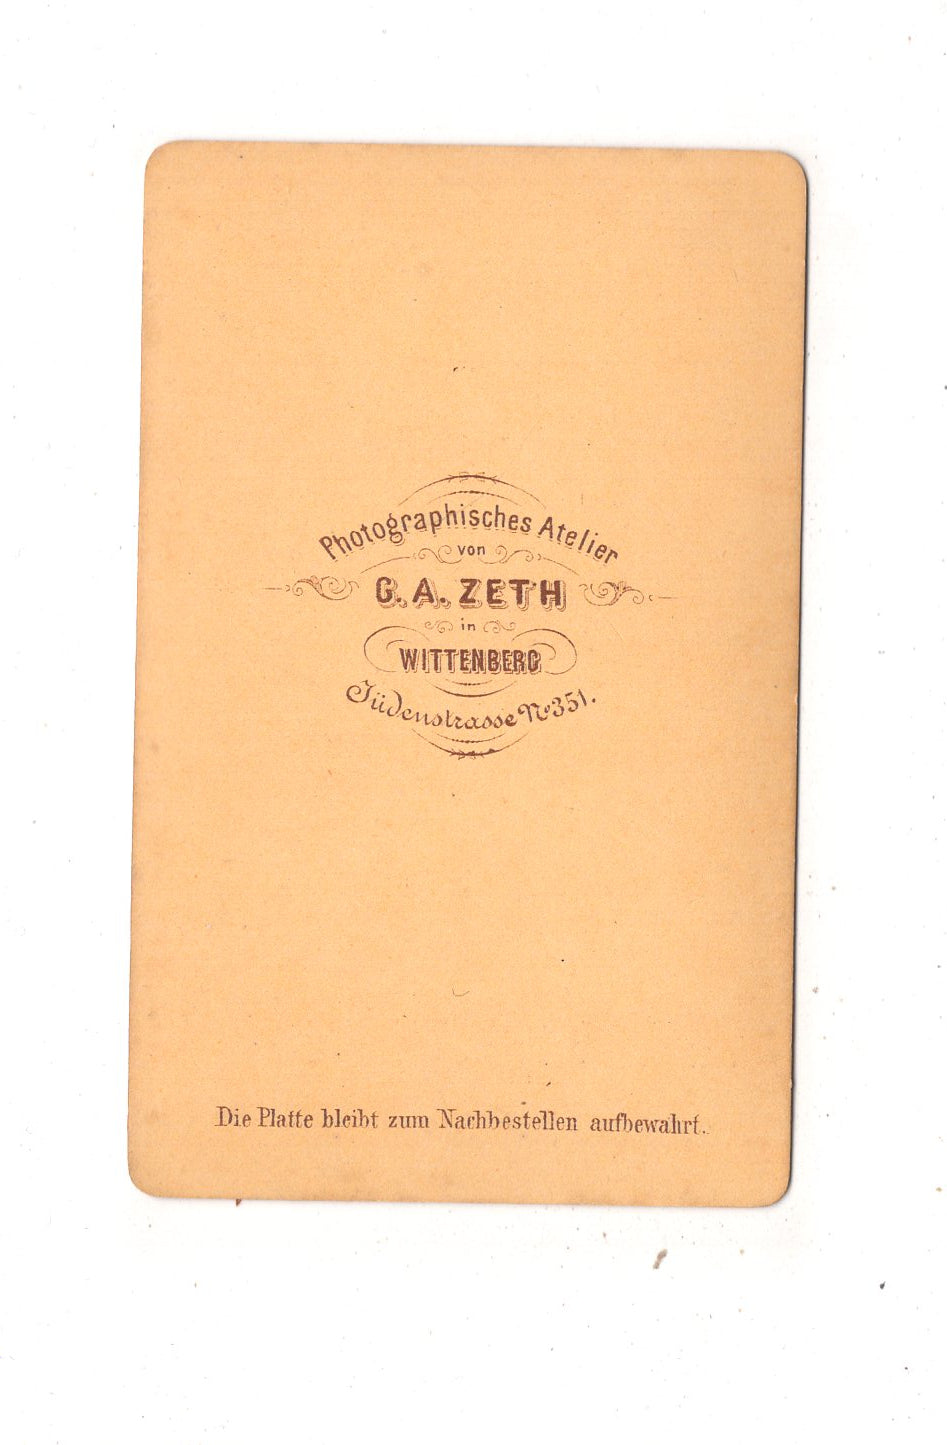 Photographisches Atelier
von
G. A. ZETH
in
WITTENBERG
Jüdenstrasse No 351.
Die Platte bleibt zum Nachbestellen aufbewahrt.